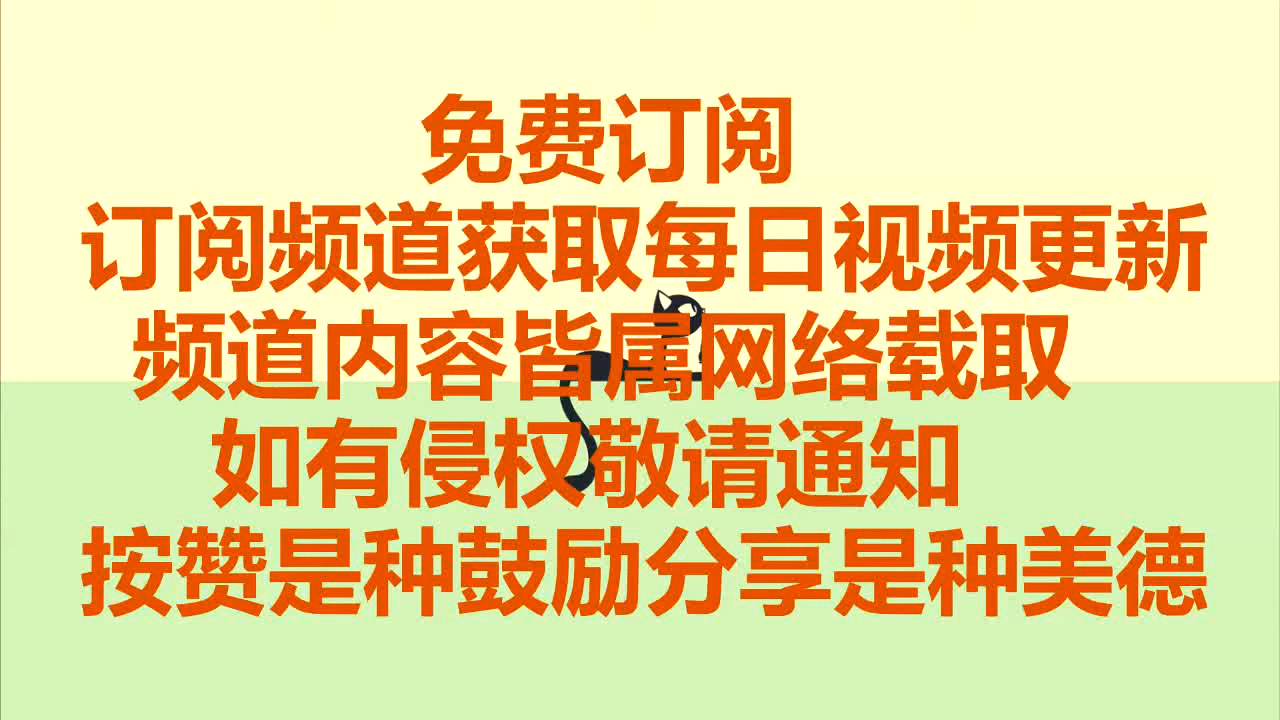 免费订阅
订阅频道获取每日视频更新
频道内容皆属网络载取
如有侵权敬请通知
按赞是种鼓励分享是种美德